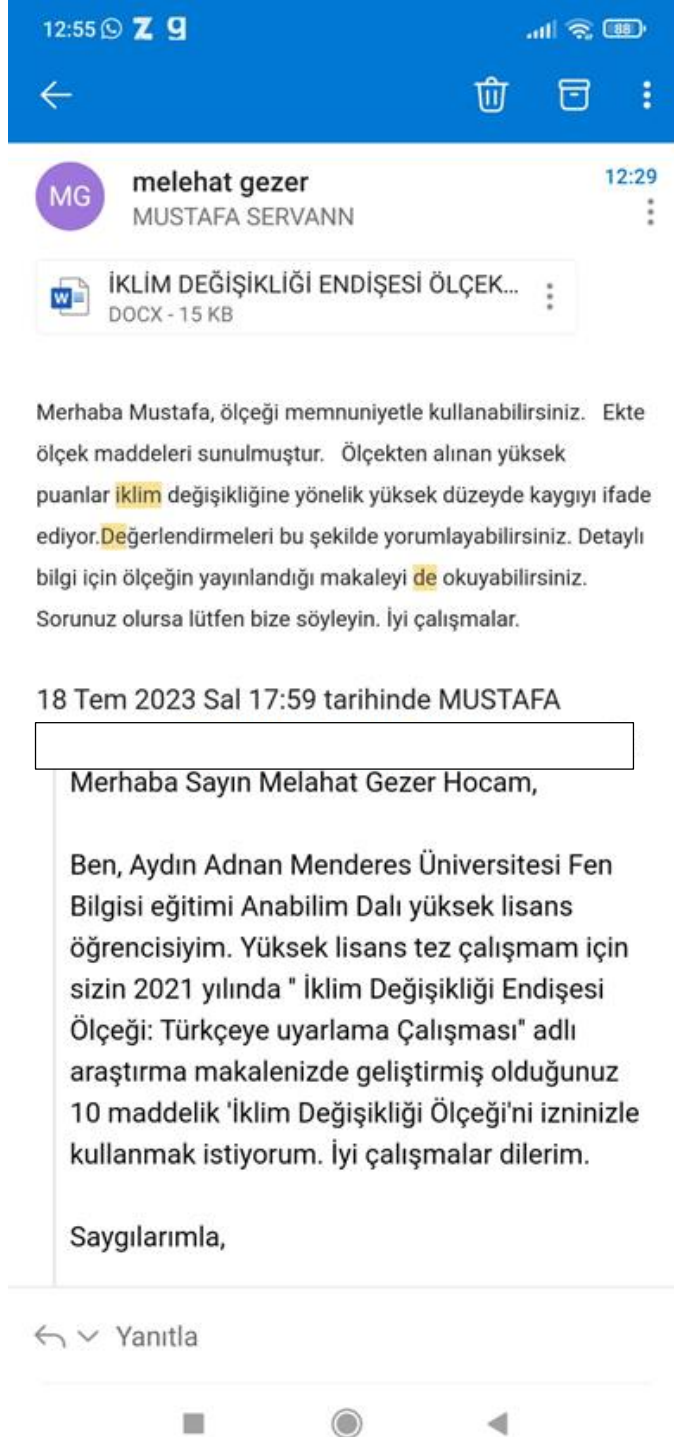 12:55 Z g 88
MG melehat gezer 12:29
MUSTAFA SERVANN
W İKLİM DEĞİŞİKLİĞİ ENDİŞESİ ÖLÇEK...
DOCX - 15 KB
Merhaba Mustafa, ölçeği memnuniyetle kullanabilirsiniz. Ekte
ölçek maddeleri sunulmuştur. Ölçekten alınan yüksek
puanlar iklim değişikliğine yönelik yüksek düzeyde kaygıyı ifade
ediyor.Değerlendirmeleri bu şekilde yorumlayabilirsiniz. Detaylı
bilgi için ölçeğin yayınlandığı makaleyi de okuyabilirsiniz.
Sorunuz olursa lütfen bize söyleyin. İyi çalışmalar.
18 Tem 2023 Sal 17:59 tarihinde MUSTAFA
Merhaba Sayın Melahat Gezer Hocam,
Ben, Aydın Adnan Menderes Üniversitesi Fen
Bilgisi eğitimi Anabilim Dalı yüksek lisans
öğrencisiyim. Yüksek lisans tez çalışmam için
sizin 2021 yılında " İklim Değişikliği Endişesi
Ölçeği: Türkçeye uyarlama Çalışması" adlı
araştırma makalenizde geliştirmiş olduğunuz
10 maddelik 'İklim Değişikliği Ölçeği'ni izninizle
kullanmak istiyorum. İyi çalışmalar dilerim.
Saygılarımla,
Yanıtla